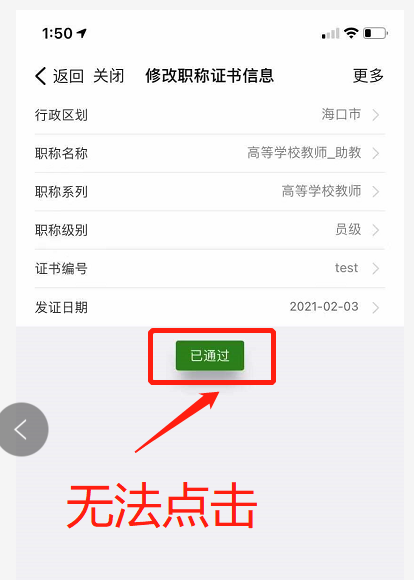 1:50
返回 关闭 修改职称证书信息 更多
行政区划 海口市
职称名称 高等学校教师_助教
职称系列 高等学校教师
职称级别 员级
证书编号 test
发证日期 2021-02-03
已通过
无法点击